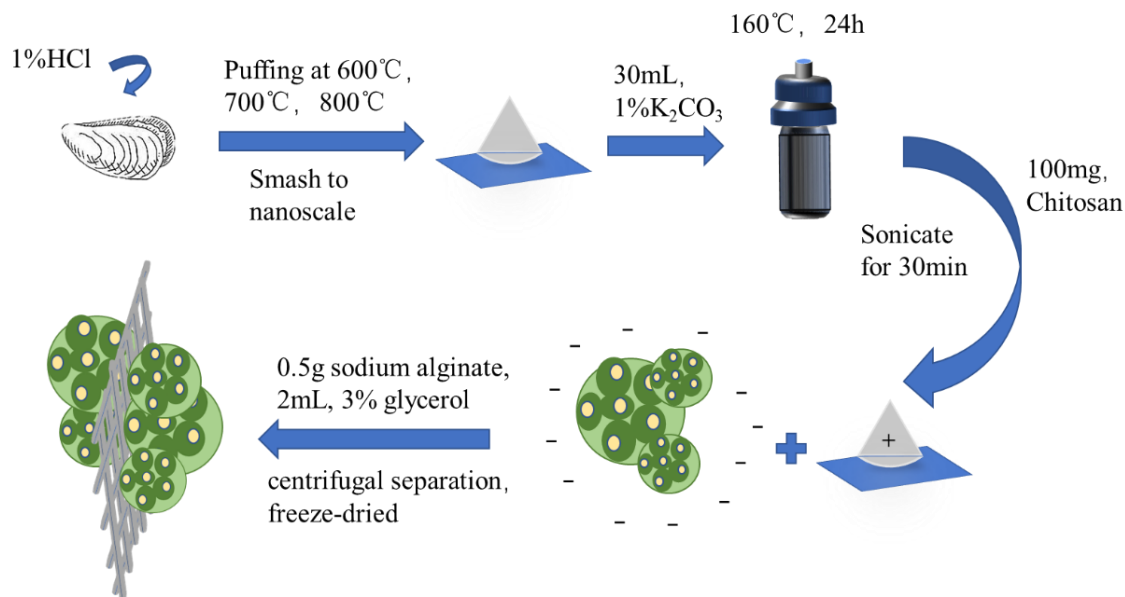 1%HCl
Puffing at 600℃,
700℃, 800℃
Smash to
nanoscale
30mL,
1%K₂CO₃
160℃, 24h
100mg,
Chitosan
Sonicate
for 30min
+
0.5g sodium alginate,
2mL, 3% glycerol
centrifugal separation,
freeze-dried